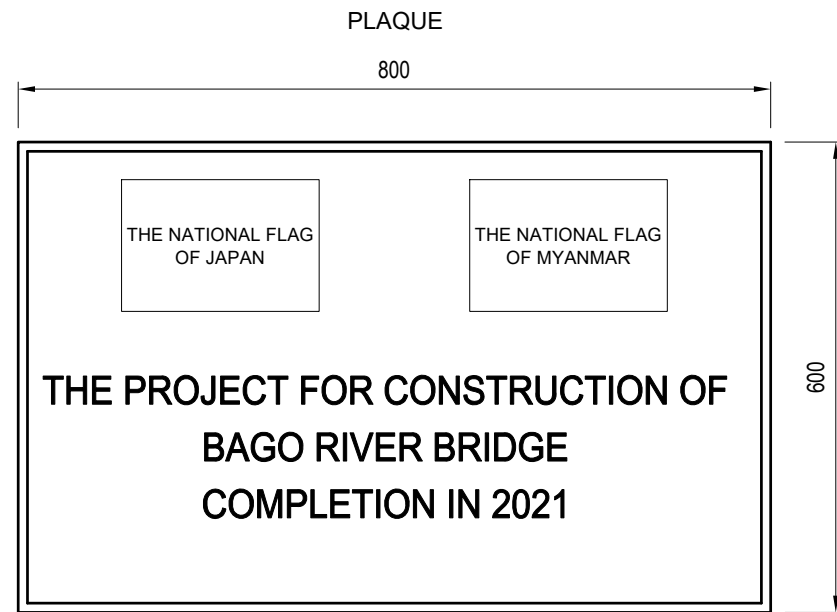 PLAQUE
800
THE NATIONAL FLAG
OF JAPAN
THE NATIONAL FLAG
OF MYANMAR
600
THE PROJECT FOR CONSTRUCTION OF
BAGO RIVER BRIDGE
COMPLETION IN 2021